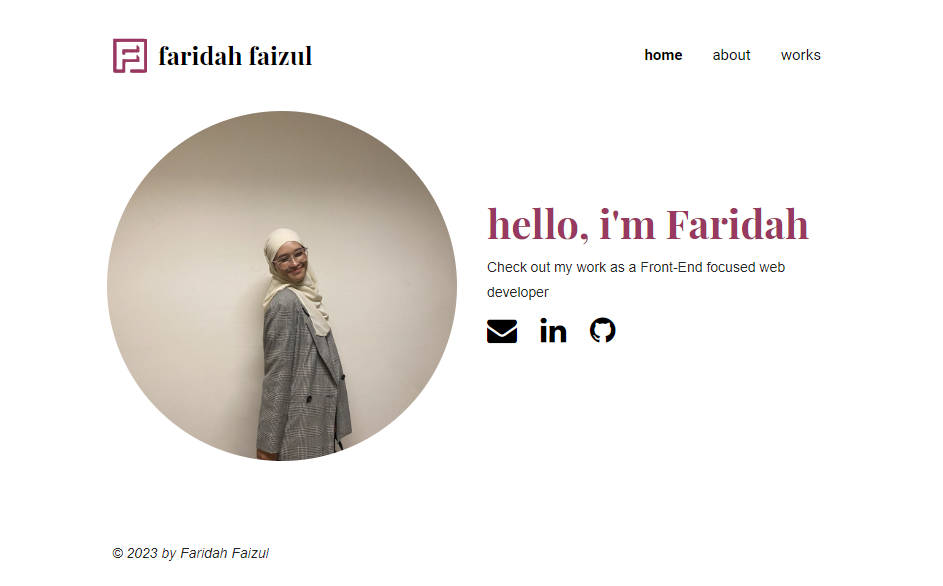 faridah faizul
home about works
hello, i'm Faridah
Check out my work as a Front-End focused web
developer
© 2023 by Faridah Faizul